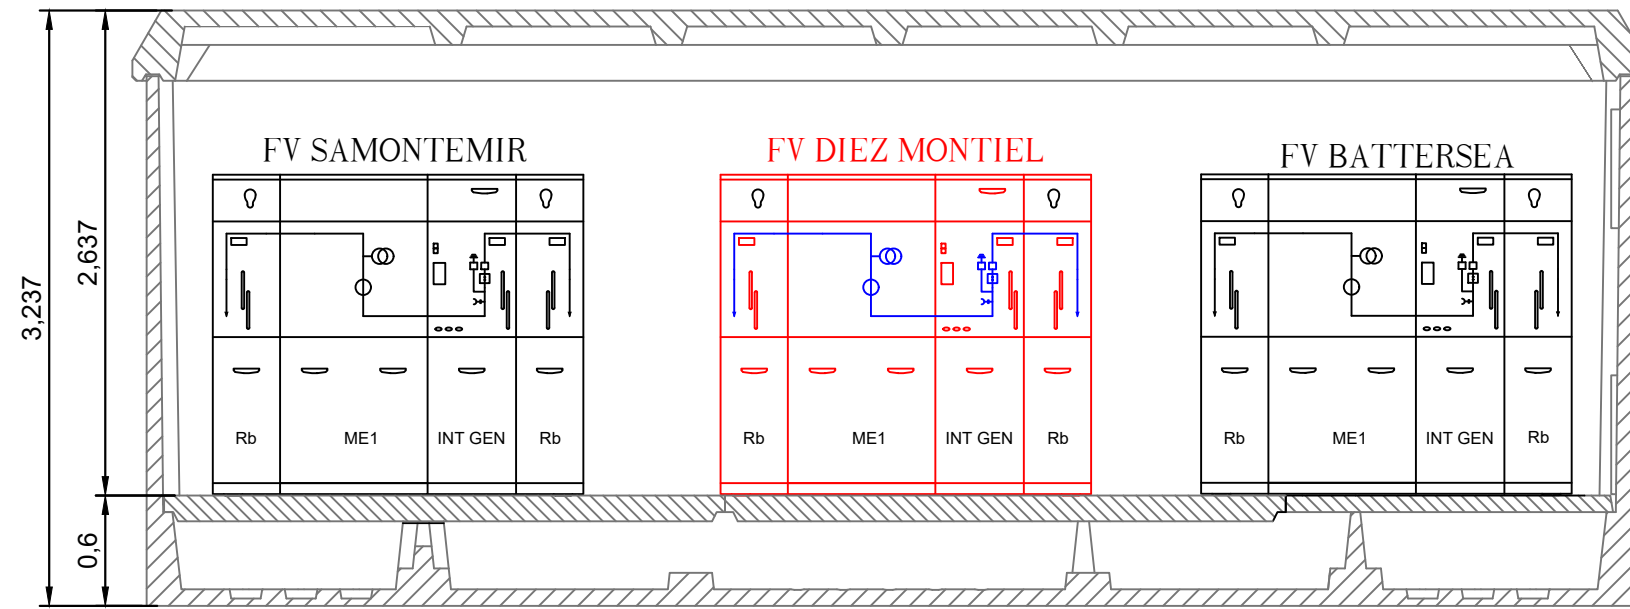 FV SAMONTEMIR
FV DIEZ MONTIEL
FV BATTERSEA
3,237
2,637
0,6
Rb ME1 INT GEN Rb
Rb ME1 INT GEN Rb
Rb ME1 INT GEN Rb